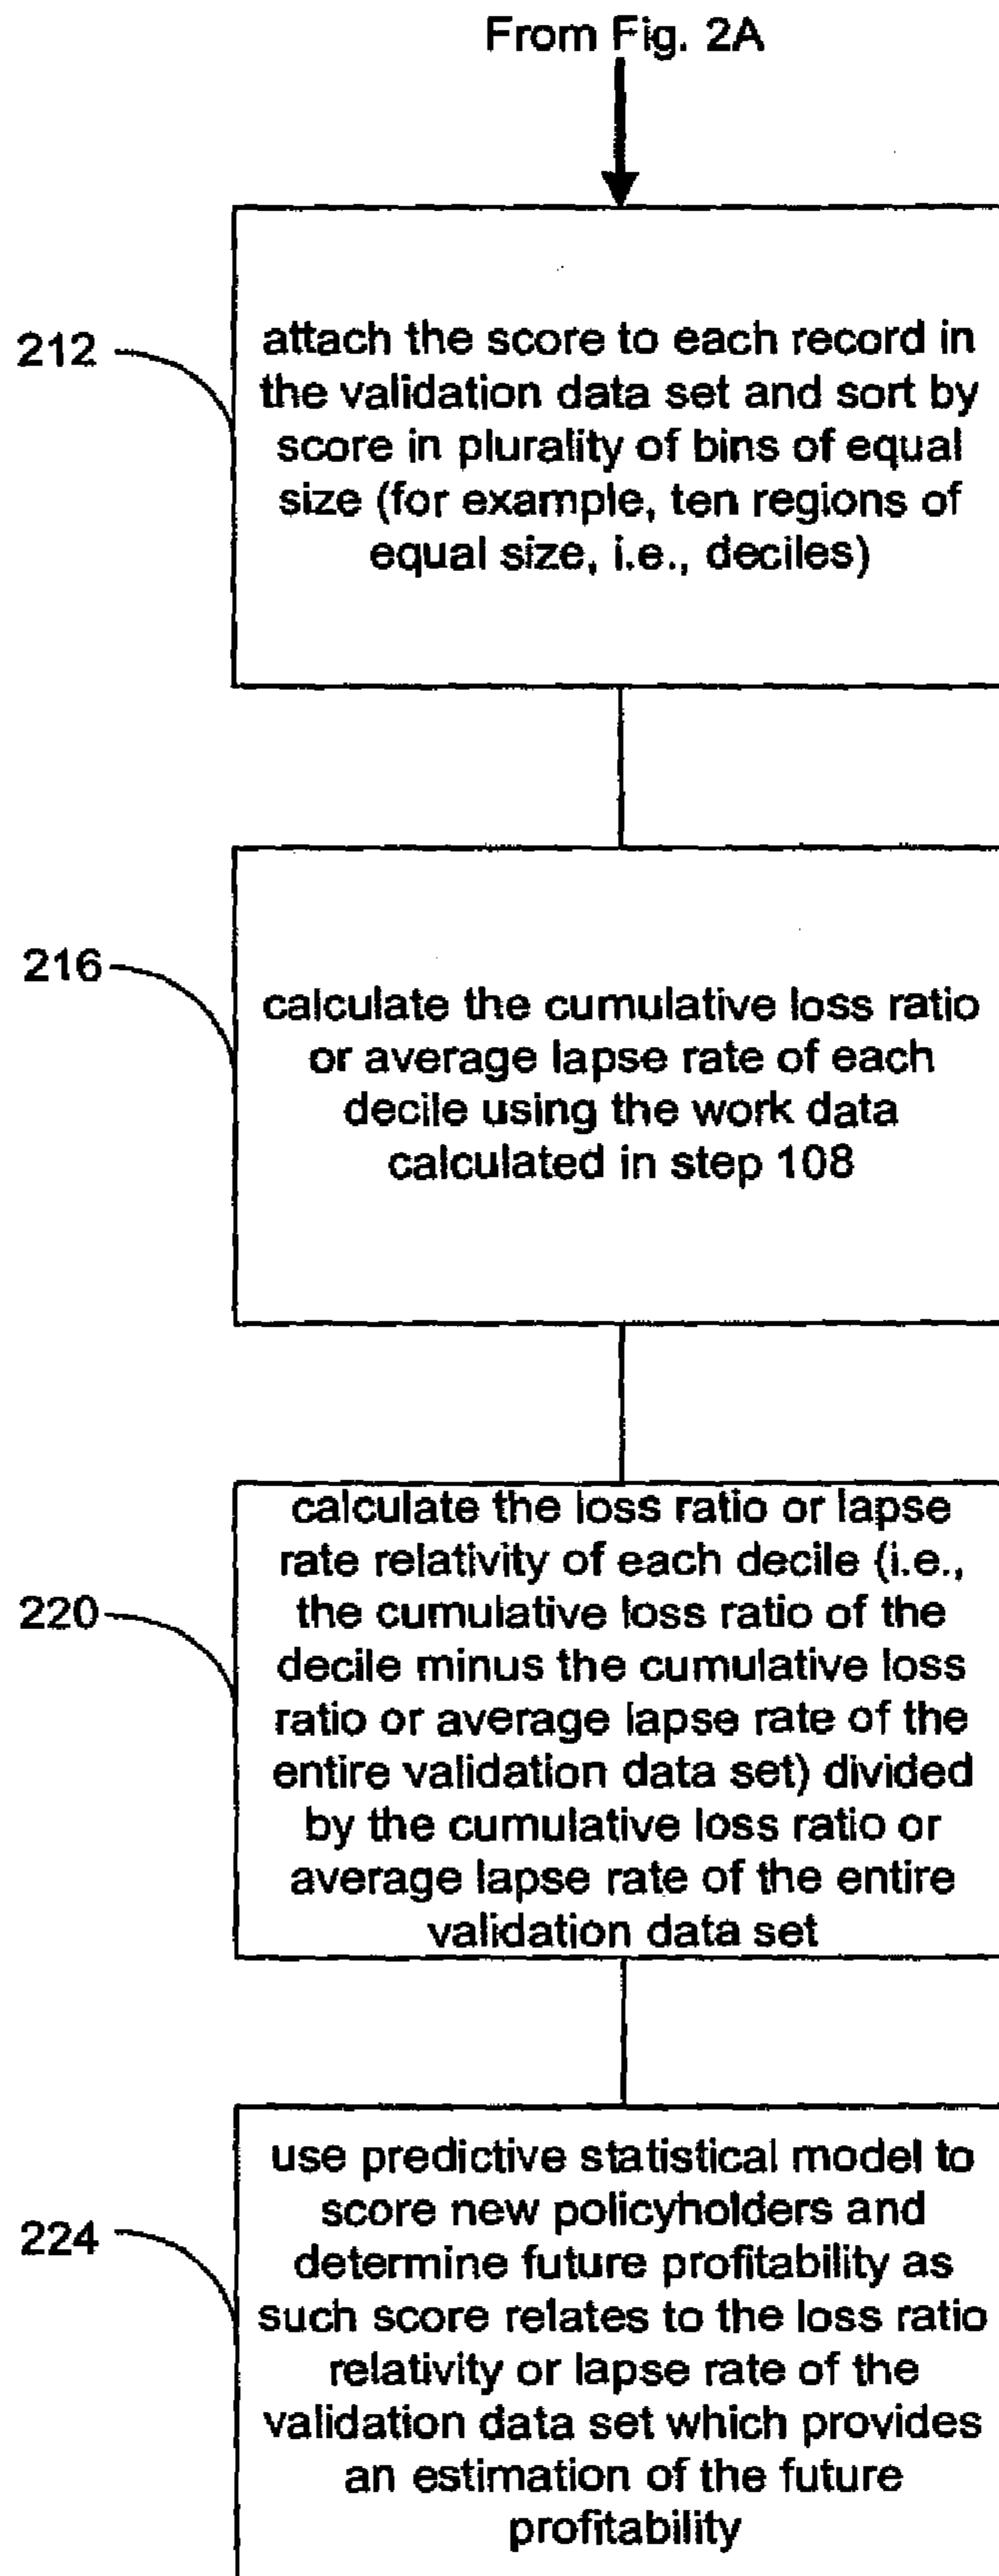 From Fig. 2A
212
attach the score to each record in
the validation data set and sort by
score in plurality of bins of equal
size (for example, ten regions of
equal size, i.e., deciles)
216
calculate the cumulative loss ratio
or average lapse rate of each
decile using the work data
calculated in step 108
220
calculate the loss ratio or lapse
rate relativity of each decile (i.e.,
the cumulative loss ratio of the
decile minus the cumulative loss
ratio or average lapse rate of the
entire validation data set) divided
by the cumulative loss ratio or
average lapse rate of the entire
validation data set
224
use predictive statistical model to
score new policyholders and
determine future profitability as
such score relates to the loss ratio
relativity or lapse rate of the
validation data set which provides
an estimation of the future
profitability